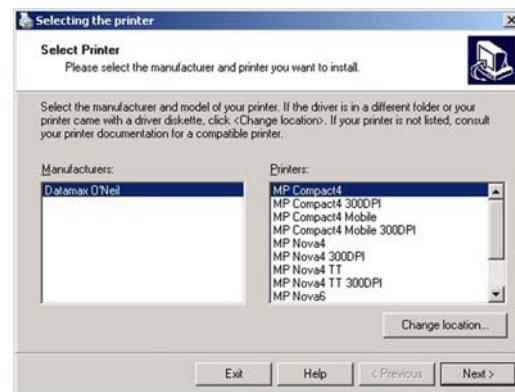 Selecting the printer
Select Printer
Please select the manufacturer and printer you want to install.
Select the manufacturer and model of your printer. If the driver is in a different folder or your
printer came with a driver diskette, click <Change location>. If your printer is not listed, consult
your printer documentation for a compatible printer.
Manufacturers:
Datamax O'Neil
Printers:
MP Compact4
MP Compact4 300DPI
MP Compact4 Mobile
MP Compact4 Mobile 300DPI
MP Nova4
MP Nova4 300DPI
MP Nova4 TT
MP Nova4 TT 300DPI
MP Nova6
Change location...
Exit
Help
< Previous
Next >